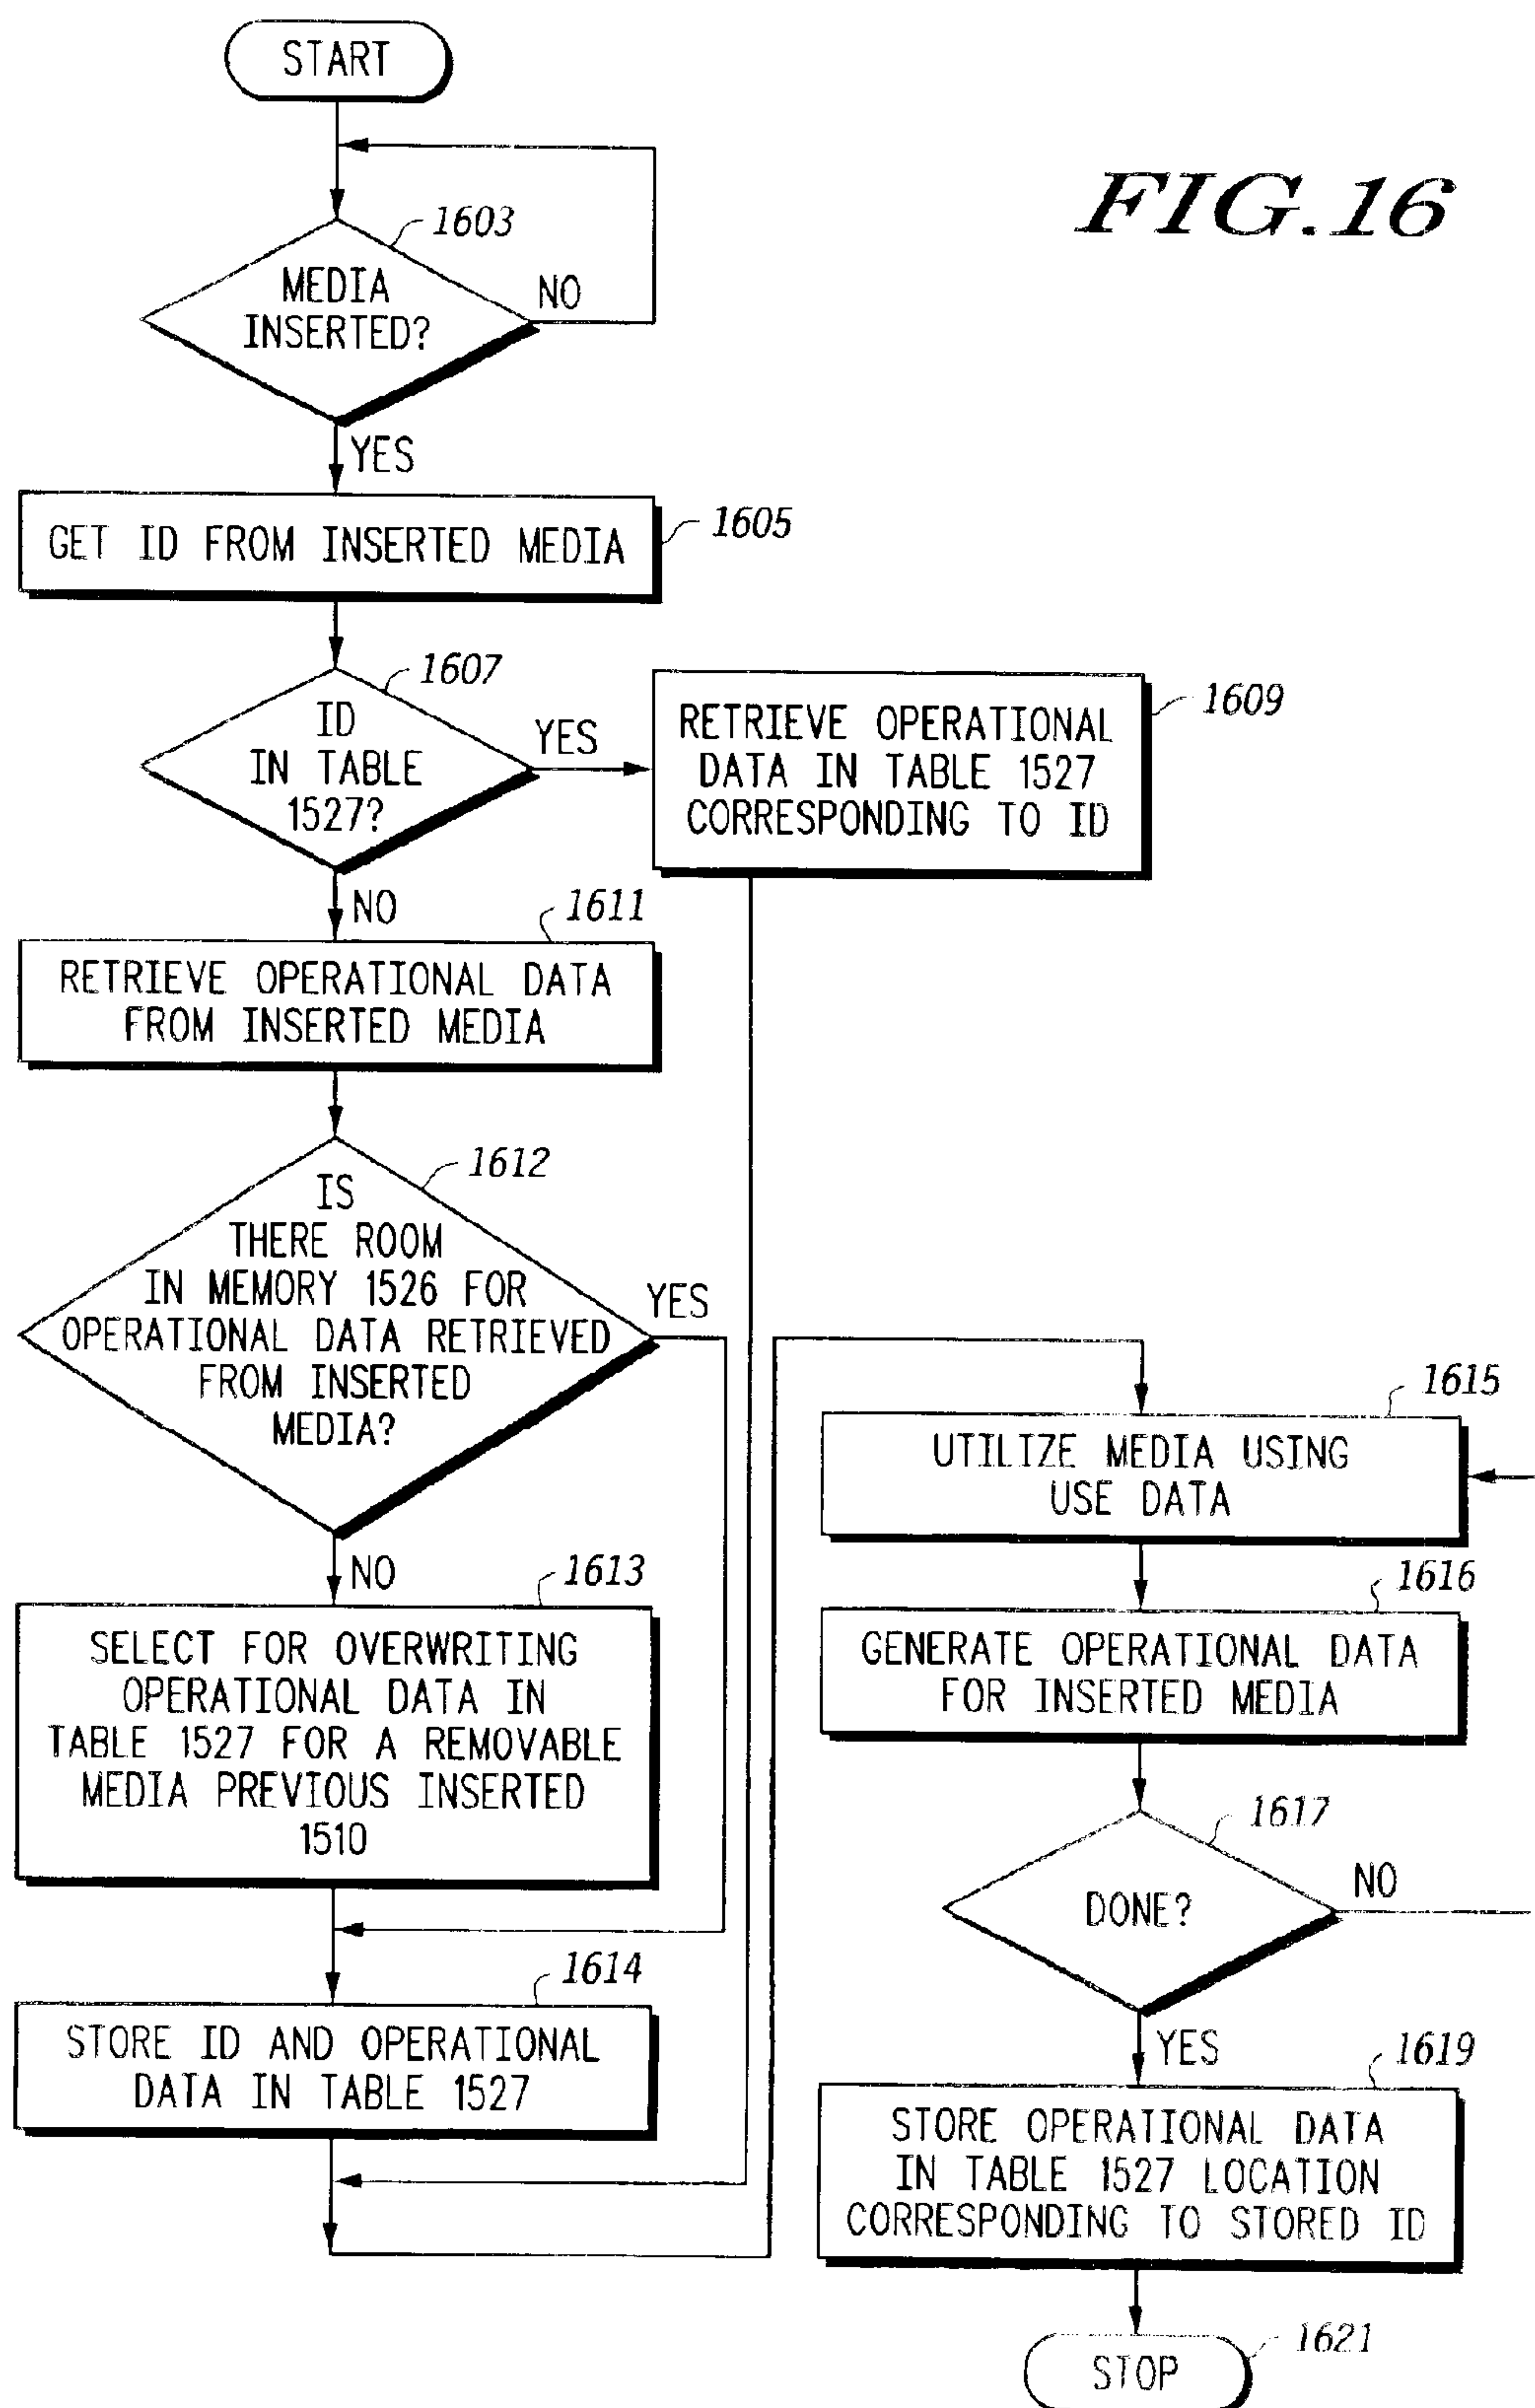 START
FIG.16
1603
MEDIA
INSERTED?
NO
YES
GET ID FROM INSERTED MEDIA
1605
1607
ID
IN TABLE
1527?
YES
RETRIEVE OPERATIONAL
DATA IN TABLE 1527
CORRESPONDING TO ID
1609
NO
1611
RETRIEVE OPERATIONAL DATA
FROM INSERTED MEDIA
1612
IS
THERE ROOM
IN MEMORY 1526 FOR
OPERATIONAL DATA RETRIEVED
FROM INSERTED
MEDIA?
YES
NO
1613
SELECT FOR OVERWRITING
OPERATIONAL DATA IN
TABLE 1527 FOR A REMOVABLE
MEDIA PREVIOUS INSERTED
1510
1614
STORE ID AND OPERATIONAL
DATA IN TABLE 1527
1615
UTILIZE MEDIA USING
USE DATA
1616
GENERATE OPERATIONAL DATA
FOR INSERTED MEDIA
1617
DONE?
NO
YES
1619
STORE OPERATIONAL DATA
IN TABLE 1527 LOCATION
CORRESPONDING TO STORED ID
1621
STOP